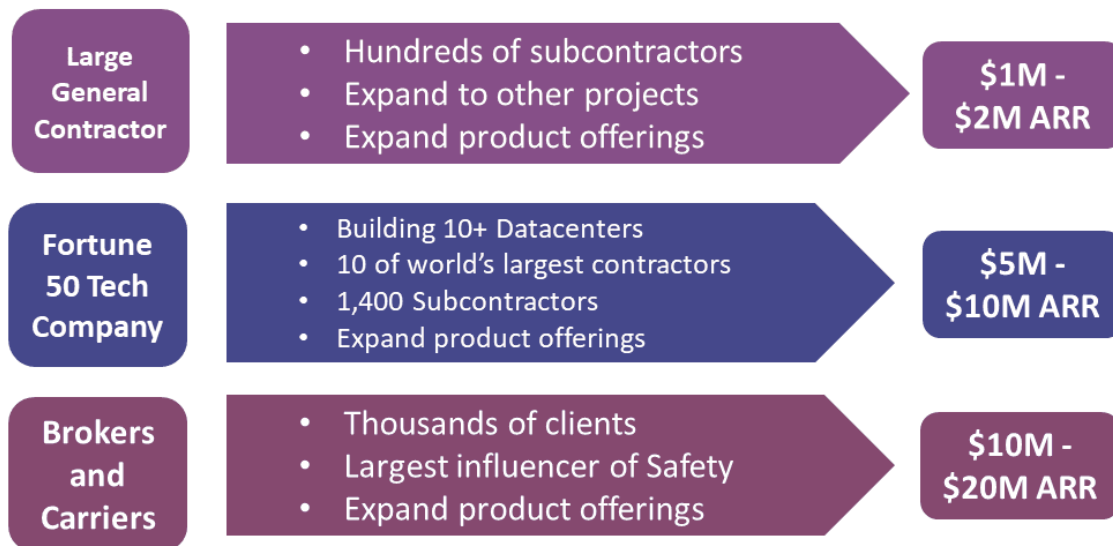 Large
General
Contractor
• Hundreds of subcontractors
• Expand to other projects
• Expand product offerings
$1M -
$2M ARR
Fortune
50 Tech
Company
• Building 10+ Datacenters
• 10 of world’s largest contractors
• 1,400 Subcontractors
• Expand product offerings
$5M -
$10M ARR
Brokers
and
Carriers
• Thousands of clients
• Largest influencer of Safety
• Expand product offerings
$10M -
$20M ARR